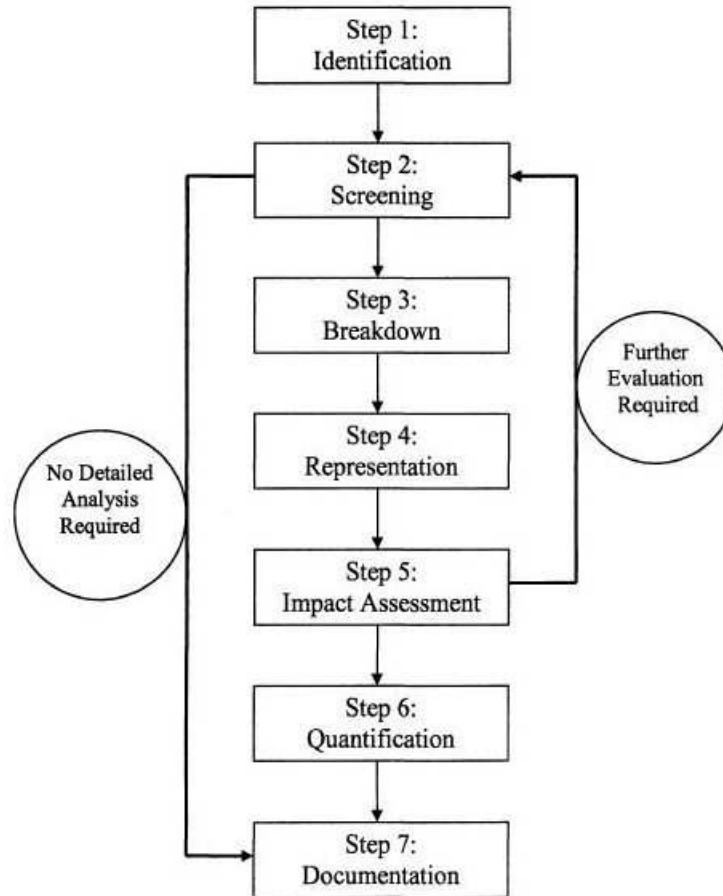 Step 1:
Identification
Step 2:
Screening
Step 3:
Breakdown
Further
Evaluation
Required
Step 4:
Representation
No Detailed
Analysis
Required
Step 5:
Impact Assessment
Step 6:
Quantification
Step 7:
Documentation